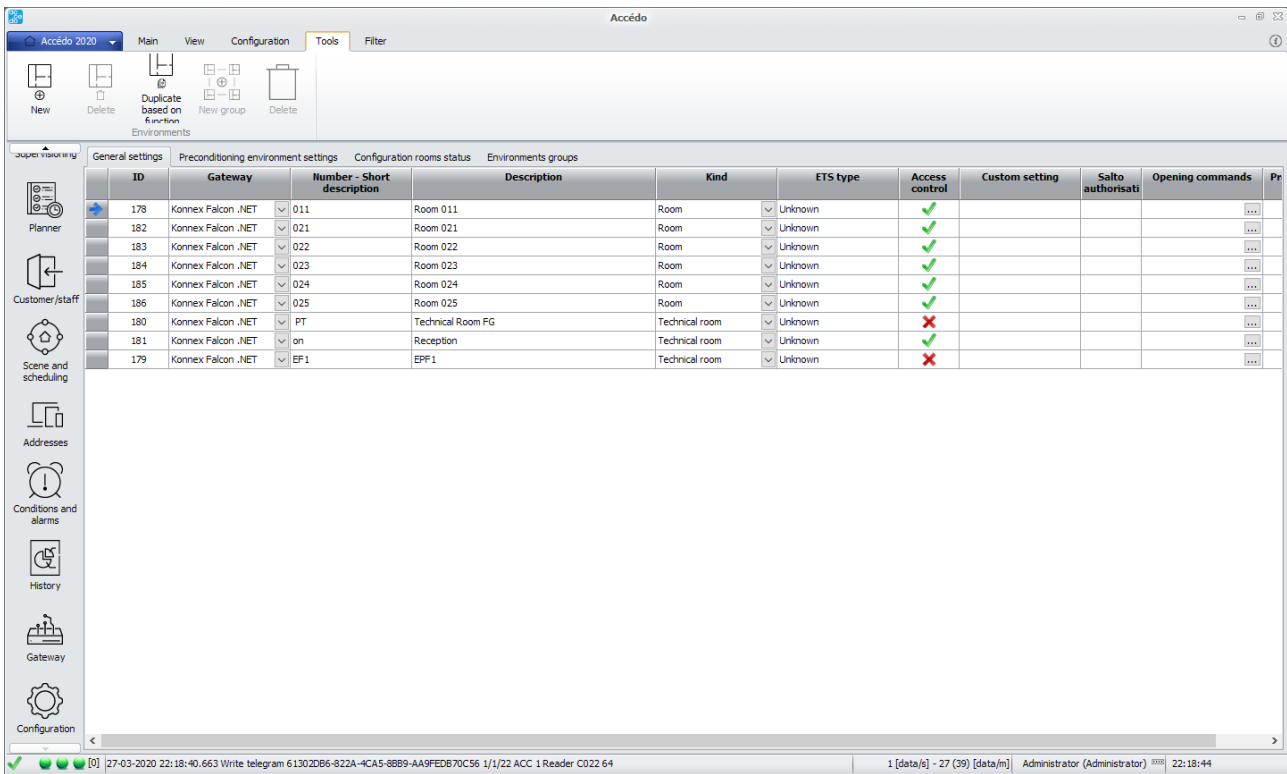 Accédo
Accédo 2020 Main View Configuration Tools Filter
New Delete Duplicate based on function New group Delete
Environments
Supervisioning
General settings Preconditioning environment settings Configuration rooms status Environments groups
ID Gateway Number - Short description Description Kind ETS type Access control Custom setting Salto authorisati Opening commands Pr
178 Konnex Falcon .NET 011 Room 011 Room Unknown ...
182 Konnex Falcon .NET 021 Room 021 Room Unknown ...
183 Konnex Falcon .NET 022 Room 022 Room Unknown ...
184 Konnex Falcon .NET 023 Room 023 Room Unknown ...
185 Konnex Falcon .NET 024 Room 024 Room Unknown ...
186 Konnex Falcon .NET 025 Room 025 Room Unknown ...
180 Konnex Falcon .NET PT Technical Room FG Technical room Unknown ...
181 Konnex Falcon .NET on Reception Technical room Unknown ...
179 Konnex Falcon .NET EF1 EPF1 Technical room Unknown ...
Planner
Customer/staff
Scene and
scheduling
Addresses
Conditions and
alarms
History
Gateway
Configuration
[0] 27-03-2020 22:18:40.663 Write telegram 61302DB6-822A-4CA5-8BB9-AA9FEDB70C56 1/1/22 ACC 1 Reader C022 64 1 [data/s] - 27 (39) [data/m] Administrator (Administrator) 22:18:44